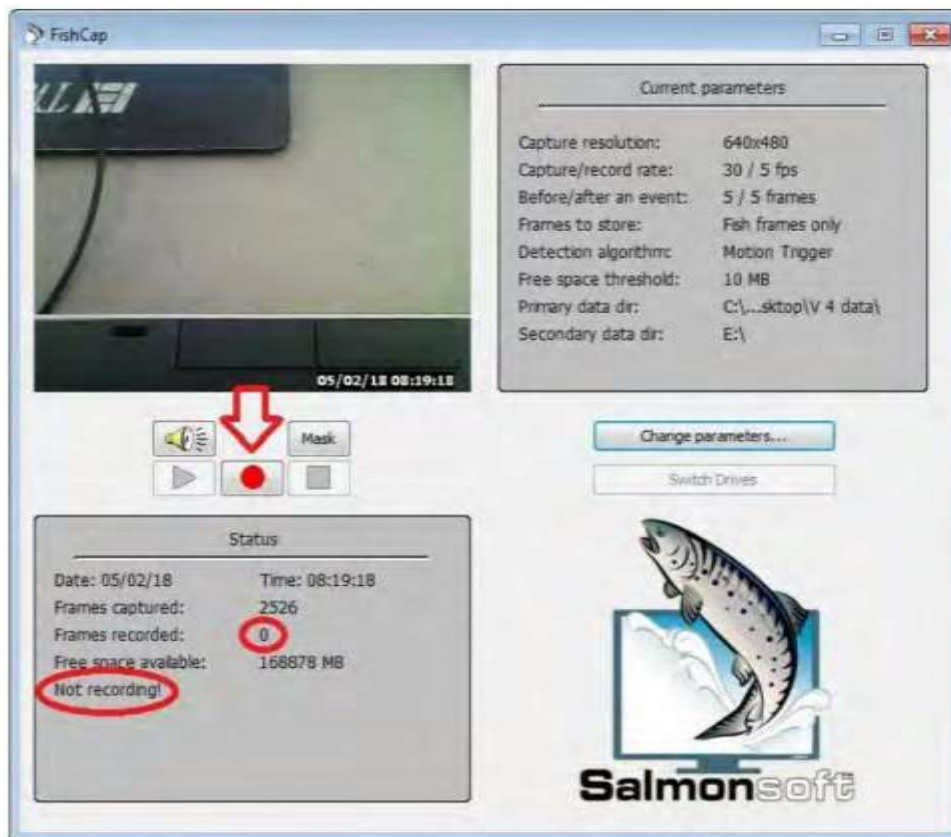 FishCap
05/02/18 08:19:18
Current parameters
Capture resolution: 640x480
Capture/record rate: 30 / 5 fps
Before/after an event: 5 / 5 frames
Frames to store: Fish frames only
Detection algorithm: Motion Trigger
Free space threshold: 10 MB
Primary data dir: C:\...sktop\V 4 data\
Secondary data dir: E:\
Mask
Change parameters...
Switch Drives
Status
Date: 05/02/18 Time: 08:19:18
Frames captured: 2526
Frames recorded: 0
Free space available: 168878 MB
Not recording!
Salmonsoft